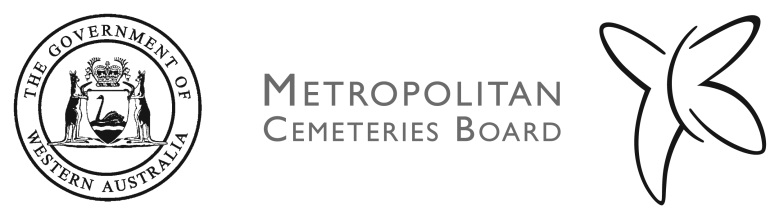 THE GOVERNMENT OF
WESTERN AUSTRALIA
METROPOLITAN
CEMETERIES BOARD